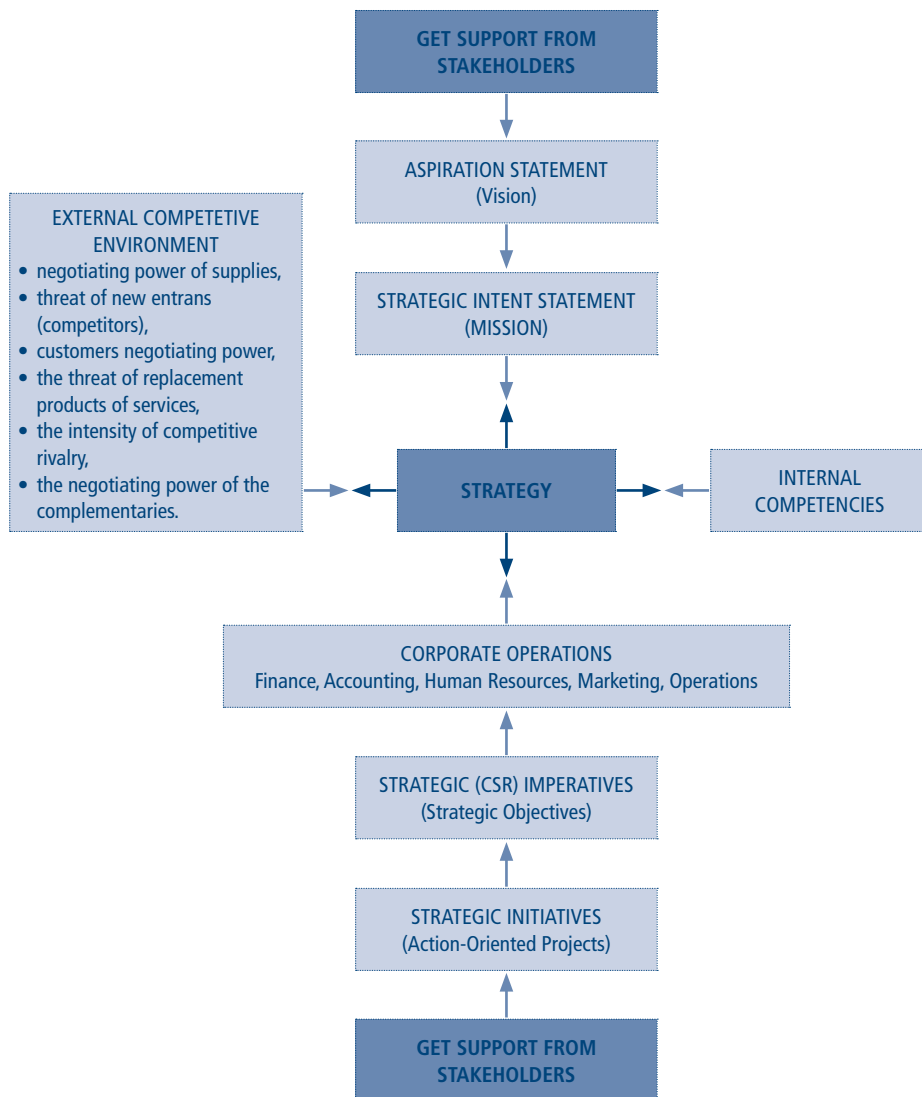 GET SUPPORT FROM
STAKEHOLDERS
ASPIRATION STATEMENT
(Vision)
EXTERNAL COMPETETIVE
ENVIRONMENT
• negotiating power of supplies,
• threat of new entrans
(competitors),
• customers negotiating power,
• the threat of replacement
products of services,
• the intensity of competitive
rivalry,
• the negotiating power of the
complementaries.
STRATEGIC INTENT STATEMENT
(MISSION)
STRATEGY
INTERNAL
COMPETENCIES
CORPORATE OPERATIONS
Finance, Accounting, Human Resources, Marketing, Operations
STRATEGIC (CSR) IMPERATIVES
(Strategic Objectives)
STRATEGIC INITIATIVES
(Action-Oriented Projects)
GET SUPPORT FROM
STAKEHOLDERS